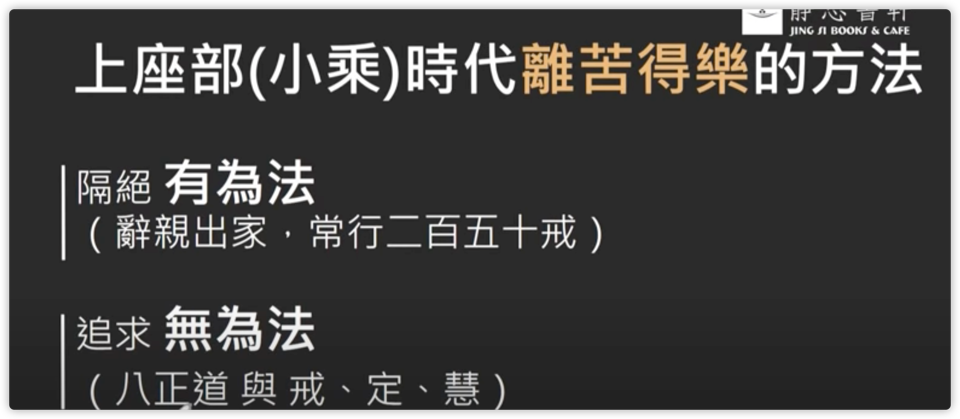 靜思書軒
JING SI BOOKS & CAFE
上座部(小乘)時代離苦得樂的方法
隔絕 有為法
(辭親出家，常行二百五十戒)
追求 無為法
(八正道 與 戒、定、慧)